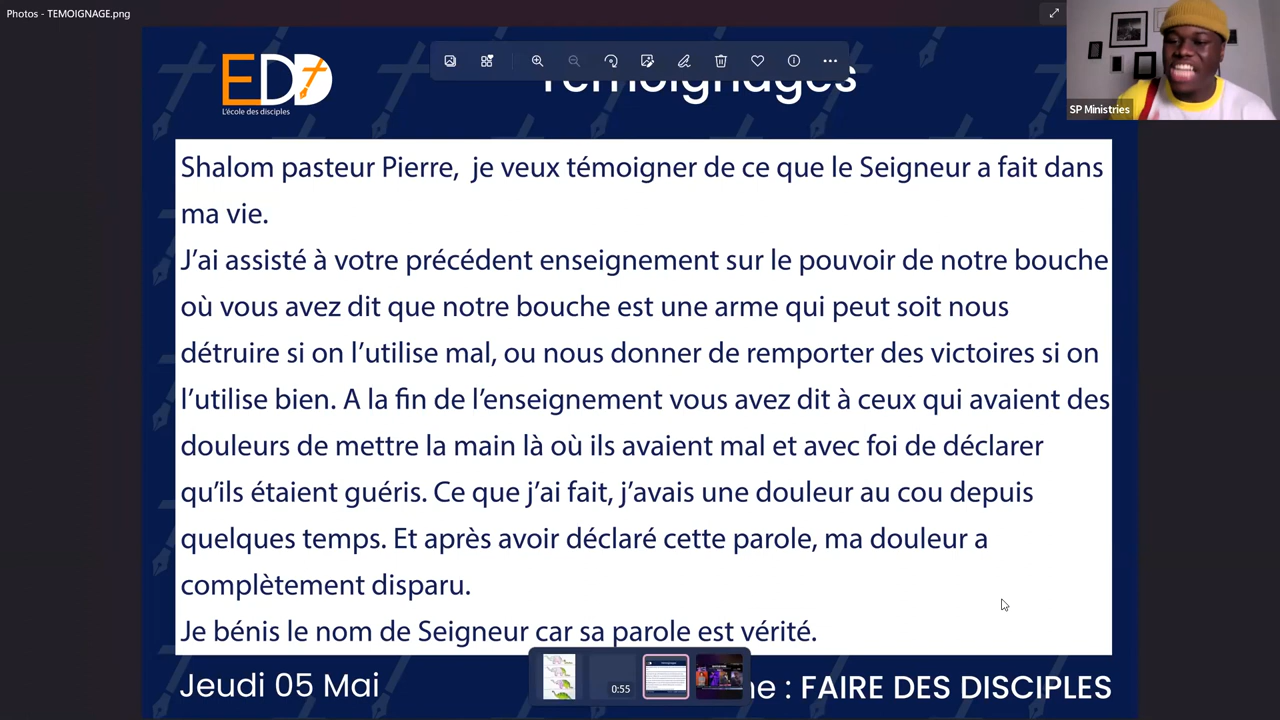 Photos - TEMOIGNAGE.png
SP Ministries
EDD
L'école des disciples
Témoignages
Shalom pasteur Pierre,  je veux témoigner de ce que le Seigneur a fait dans
ma vie.
J'ai assisté à votre précédent enseignement sur le pouvoir de notre bouche
où vous avez dit que notre bouche est une arme qui peut soit nous
détruire si on l'utilise mal, ou nous donner de remporter des victoires si on
l'utilise bien. A la fin de l'enseignement vous avez dit à ceux qui avaient des
douleurs de mettre la main là où ils avaient mal et avec foi de déclarer
qu'ils étaient guéris. Ce que j'ai fait, j'avais une douleur au cou depuis
quelques temps. Et après avoir déclaré cette parole, ma douleur a
complètement disparu.
Je bénis le nom de Seigneur car sa parole est vérité.
0:55
Jeudi 05 Mai
: FAIRE DES DISCIPLES